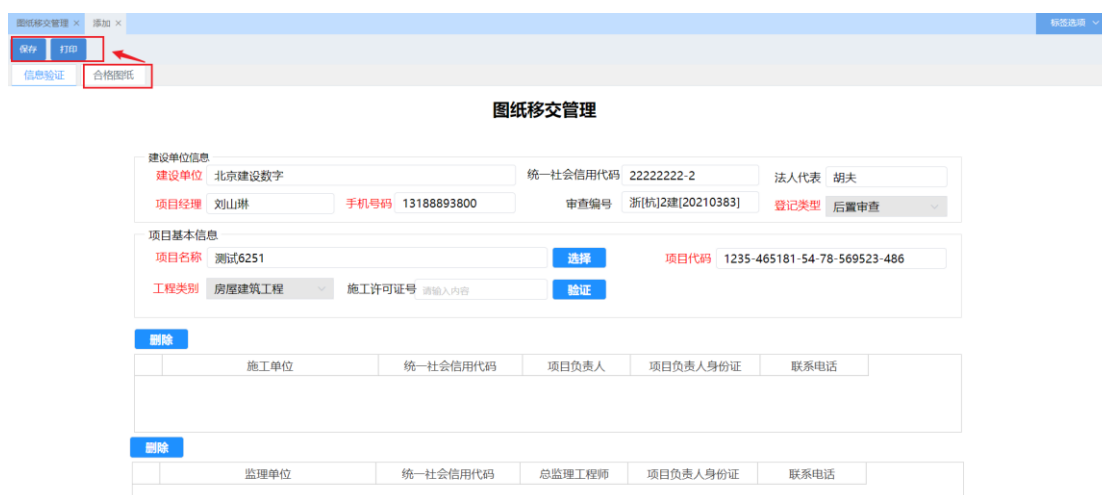 图纸移交管理 × 添加 × 标签选项
保存 打印
信息验证 合格图纸
图纸移交管理
建设单位信息
建设单位 北京建设数字 统一社会信用代码 22222222-2 法人代表 胡夫
项目经理 刘山琳 手机号码 13188893800 审查编号 浙[杭]2建[20210383] 登记类型 后置审查
项目基本信息
项目名称 测试6251 选择 项目代码 1235-465181-54-78-569523-486
工程类别 房屋建筑工程 施工许可证号 请输入内容 验证
删除
施工单位 统一社会信用代码 项目负责人 项目负责人身份证 联系电话
删除
监理单位 统一社会信用代码 总监理工程师 项目负责人身份证 联系电话